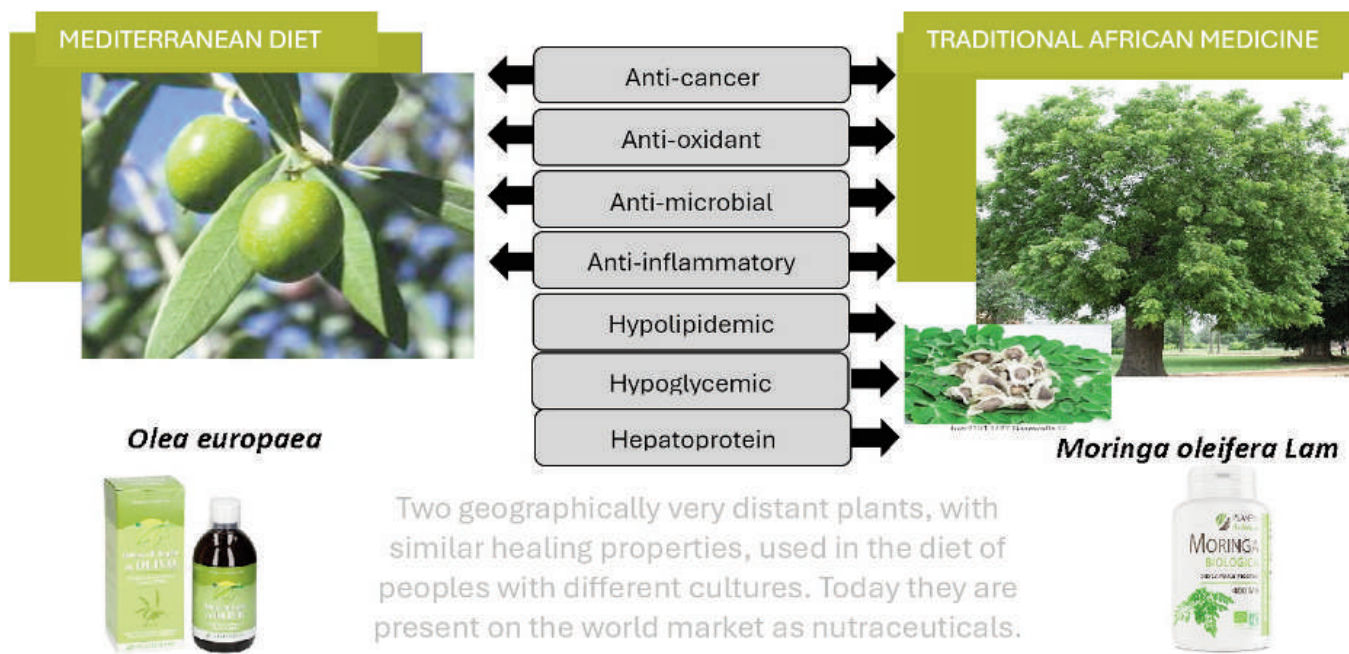 MEDITERRANEAN DIET
TRADITIONAL AFRICAN MEDICINE
Anti-cancer
Anti-oxidant
Anti-microbial
Anti-inflammatory
Hypolipidemic
Hypoglycemic
Hepatoprotein
Olea europaea
Moringa oleifera Lam
Two geographically very distant plants, with
similar healing properties, used in the diet of
peoples with different cultures. Today they are
present on the world market as nutraceuticals.
MORINGA
BIOLOGICA